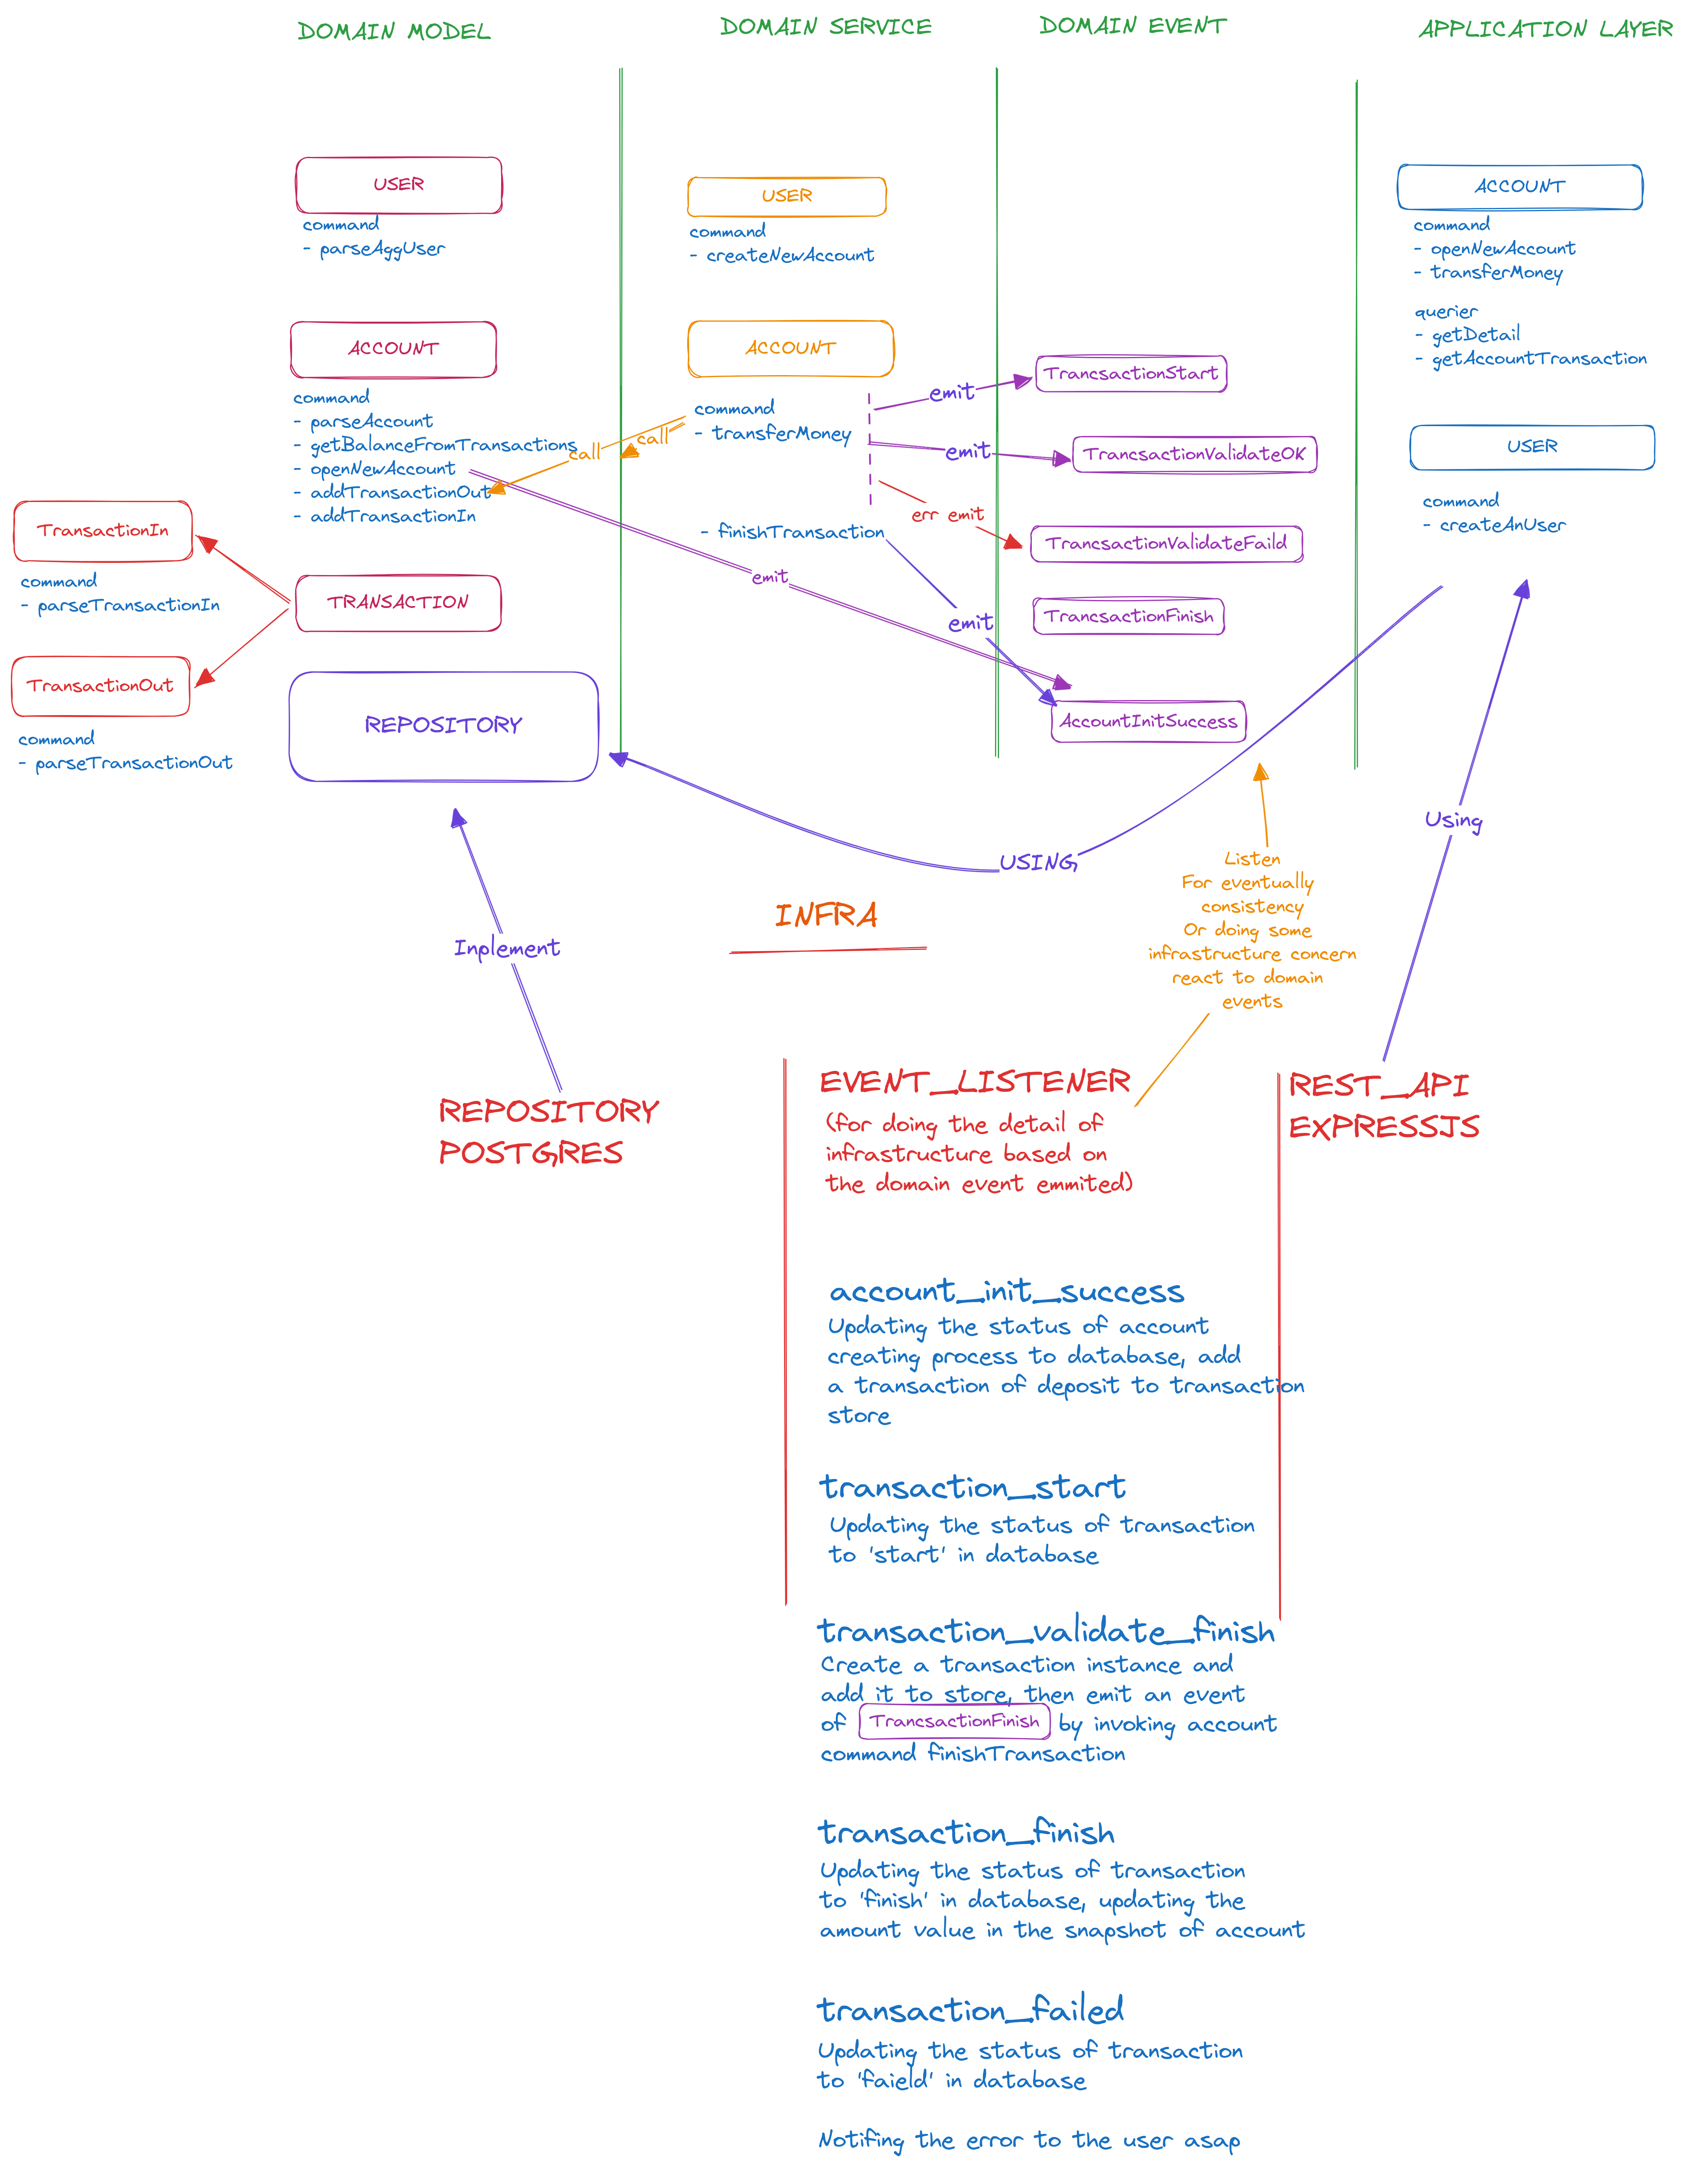 DOMAIN MODEL
DOMAIN SERVICE
DOMAIN EVENT
APPLICATION LAYER
USER
command
- parseAggUser
ACCOUNT
command
- parseAccount
- getBalanceFromTransactions
- openNewAccount
- addTransactionOut
- addTransactionIn
TransactionIn
command
- parseTransactionIn
TRANSACTION
TransactionOut
command
- parseTransactionOut
REPOSITORY
USER
command
- createNewAccount
ACCOUNT
command
- transferMoney
- finishTransaction
call
call
emit
emit
err emit
emit
emit
TrancsactionStart
TrancsactionValidateOK
TrancsactionValidateFaild
TrancsactionFinish
AccountInitSuccess
ACCOUNT
command
- openNewAccount
- transferMoney
querier
- getDetail
- getAccountTransaction
USER
command
- createAnUser
Using
USING
Listen
For eventually
consistency
Or doing some
infrastructure concern
react to domain
events
INFRA
Inplement
REPOSITORY
POSTGRES
EVENT_LISTENER
(for doing the detail of
infrastructure based on
the domain event emmited)
REST_API
EXPRESSJS
account_init_success
Updating the status of account
creating process to database, add
a transaction of deposit to transaction
store
transaction_start
Updating the status of transaction
to 'start' in database
transaction_validate_finish
Create a transaction instance and
add it to store, then emit an event
of TrancsactionFinish by invoking account
command finishTransaction
transaction_finish
Updating the status of transaction
to 'finish' in database, updating the
amount value in the snapshot of account
transaction_failed
Updating the status of transaction
to 'faield' in database
Notifing the error to the user asap